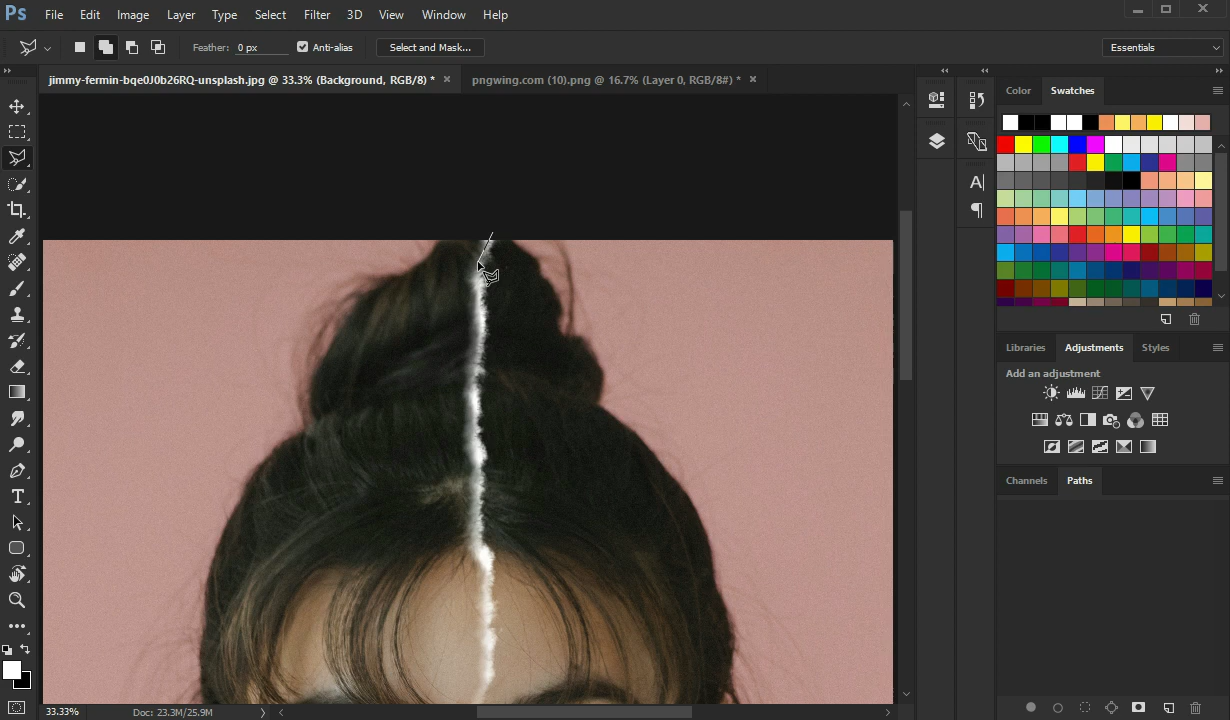 Ps File Edit Image Layer Type Select Filter 3D View Window Help
Feather: 0 px Anti-alias Select and Mask... Essentials
jimmy-fermin-bqe0J0b26RQ-unsplash.jpg @ 33.3% (Background, RGB/8) * pngwing.com (10).png @ 16.7% (Layer 0, RGB/8#) *
Color Swatches
Libraries Adjustments Styles
Add an adjustment
Channels Paths
33.33% Doc: 23.3M/25.9M